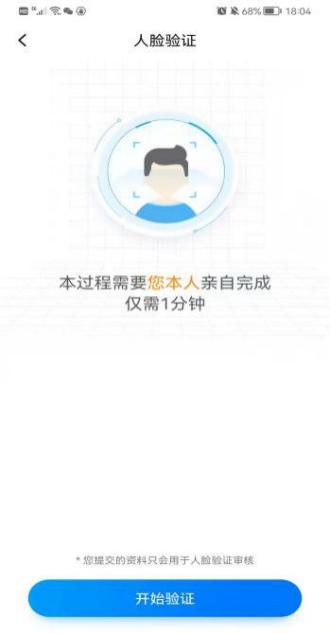 68% 18:04
人脸验证
本过程需要您本人亲自完成
仅需1分钟
* 您提交的资料只会用于人脸验证审核
开始验证